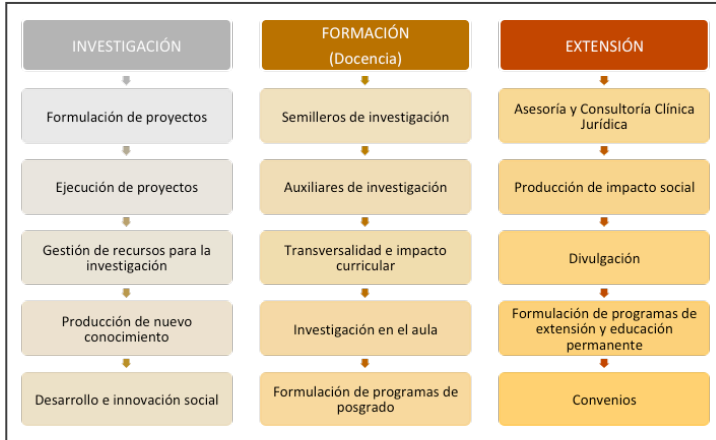 INVESTIGACIÓN
Formulación de proyectos
Ejecución de proyectos
Gestión de recursos para la
investigación
Producción de nuevo
conocimiento
Desarrollo e innovación social
FORMACIÓN
(Docencia)
Semilleros de investigación
Auxiliares de investigación
Transversalidad e impacto
curricular
Investigación en el aula
Formulación de programas de
posgrado
EXTENSIÓN
Asesoría y Consultoría Clínica
Jurídica
Producción de impacto social
Divulgación
Formulación de programas de
extensión y educación
permanente
Convenios